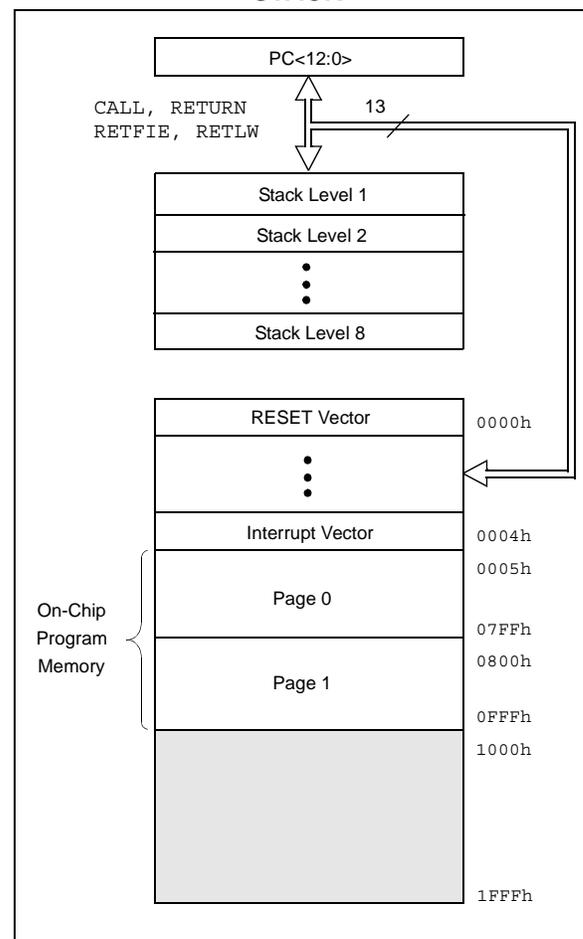 PC<12:0>
CALL, RETURN
RETFIE, RETLW
13
Stack Level 1
Stack Level 2
Stack Level 8
RESET Vector
0000h
Interrupt Vector
0004h
0005h
On-Chip
Program
Memory
Page 0
07FFh
0800h
Page 1
0FFFh
1000h
1FFFh